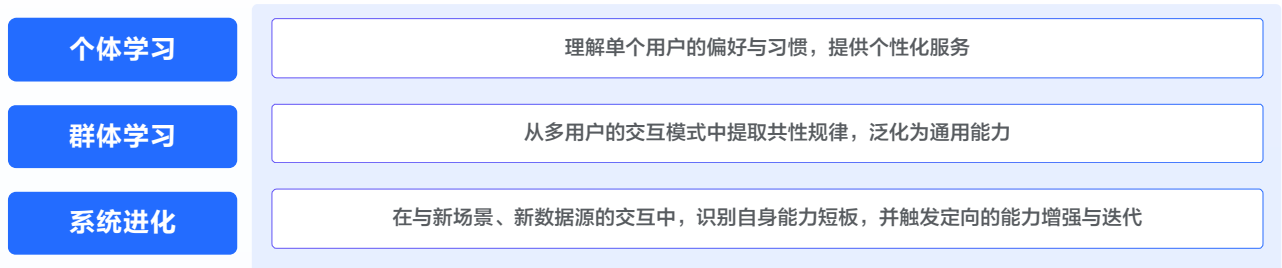 个体学习
理解单个用户的偏好与习惯，提供个性化服务
群体学习
从多用户的交互模式中提取共性规律，泛化为通用能力
系统进化
在与新场景、新数据源的交互中，识别自身能力短板，并触发定向的能力增强与迭代